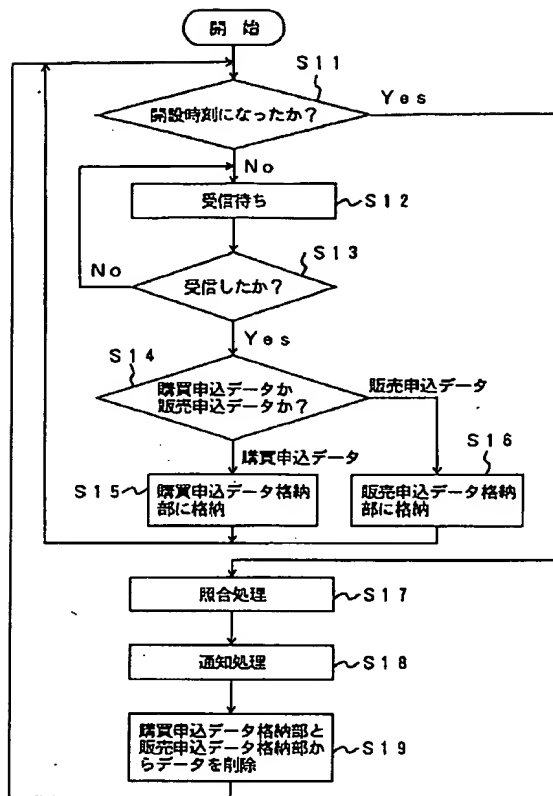 開始
S11
開設時刻になったか?
Yes
No
受信待ち
S12
S13
No
受信したか?
Yes
S14
購買申込データか
販売申込データか?
販売申込データ
購買申込データ
S16
S15
購買申込データ格納
部に格納
販売申込データ格納
部に格納
照合処理
S17
通知処理
S18
購買申込データ格納部と
販売申込データ格納部か
らデータを削除
S19